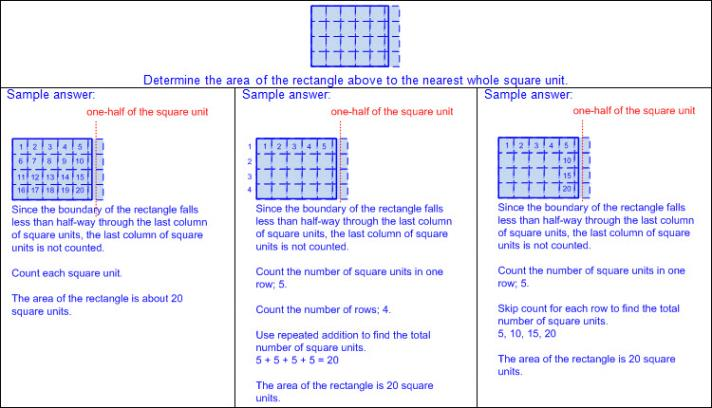 Determine the area of the rectangle above to the nearest whole square unit.
Sample answer:
one-half of the square unit
1 2 3 4 5
6 7 8 9 10
11 12 13 14 15
16 17 18 19 20
Since the boundary of the rectangle falls
less than half-way through the last column
of square units, the last column of square
units is not counted.
Count each square unit.
The area of the rectangle is about 20
square units.
Sample answer:
one-half of the square unit
1 1 2 3 4 5
2
3
4
Since the boundary of the rectangle falls
less than half-way through the last column
of square units, the last column of square
units is not counted.
Count the number of square units in one
row; 5.
Count the number of rows; 4.
Use repeated addition to find the total
number of square units.
5 + 5 + 5 + 5 = 20
The area of the rectangle is 20 square
units.
Sample answer:
one-half of the square unit
1 2 3 4 5
10
15
20
Since the boundary of the rectangle falls
less than half-way through the last column
of square units, the last column of square
units is not counted.
Count the number of square units in one
row; 5.
Skip count for each row to find the total
number of square units.
5, 10, 15, 20
The area of the rectangle is 20 square
units.